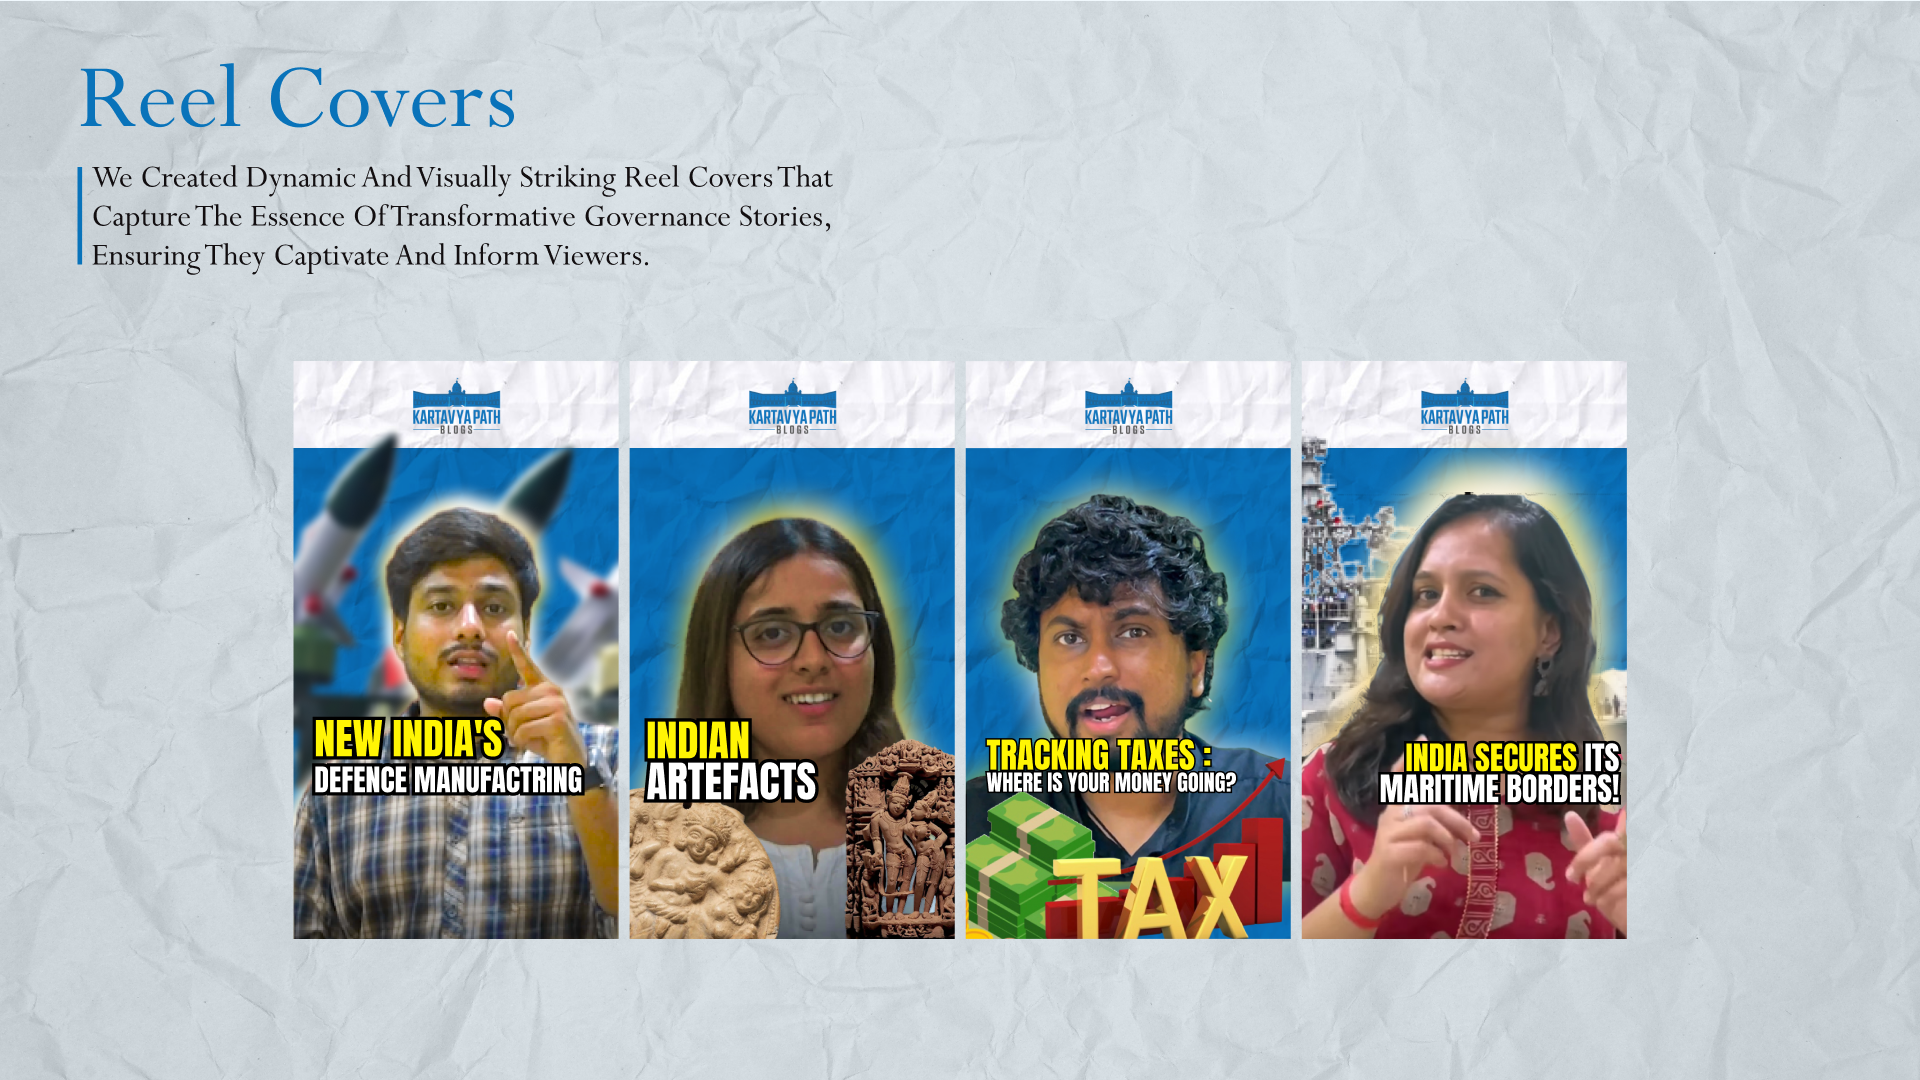 Reel Covers
We Created Dynamic And Visually Striking Reel Covers That
Capture The Essence Of Transformative Governance Stories,
Ensuring They Captivate And Inform Viewers.
KARTAVYA PATH
BLOGS
NEW INDIA'S
DEFENCE MANUFACTRING
KARTAVYA PATH
BLOGS
INDIAN
ARTEFACTS
KARTAVYA PATH
BLOGS
TRACKING TAXES :
WHERE IS YOUR MONEY GOING?
TAX
KARTAVYA PATH
BLOGS
INDIA SECURES ITS
MARITIME BORDERS!